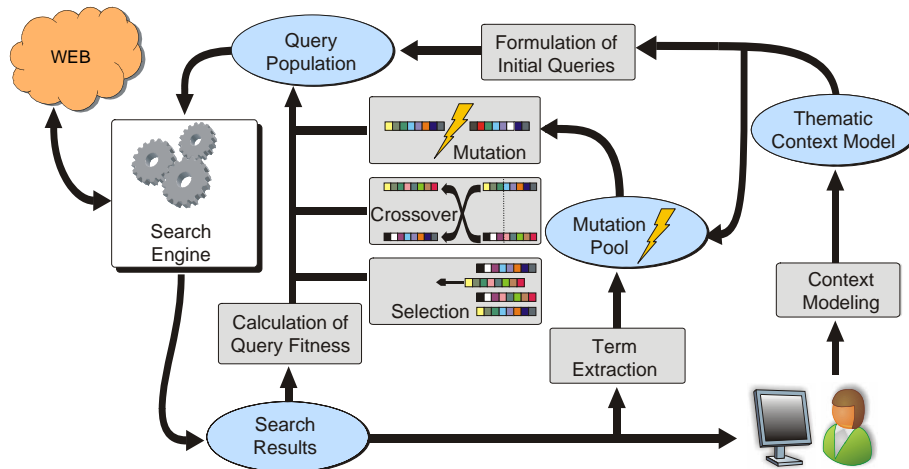 WEB
Query
Population
Formulation of
Initial Queries
Thematic
Context Model
Mutation
Search
Engine
Crossover
Mutation
Pool
Selection
Context
Modeling
Calculation of
Query Fitness
Term
Extraction
Search
Results